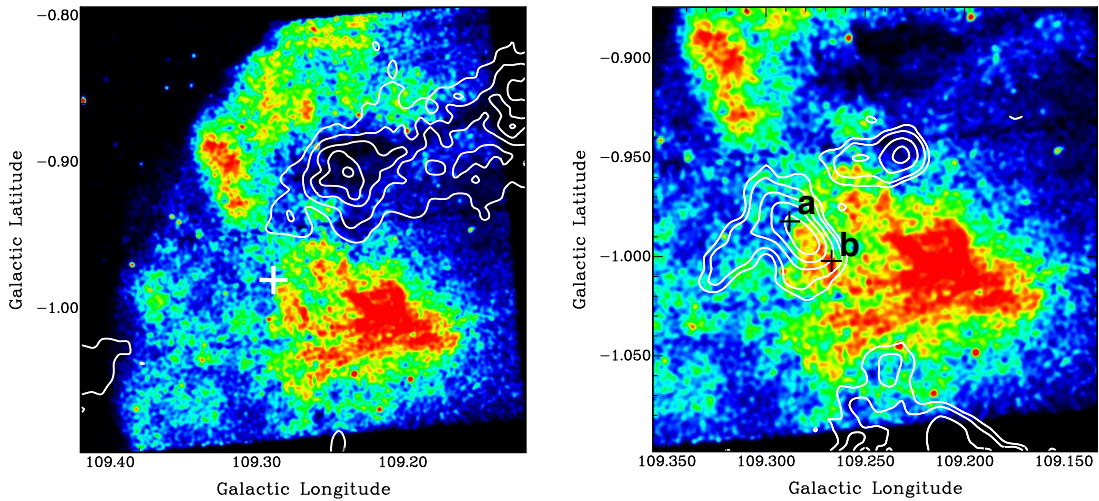 −0.80
−0.90
−1.00
109.40
109.30
109.20
Galactic Longitude
Galactic Latitude
−0.900
−0.950
−1.000
−1.050
109.350
109.300
109.250
109.200
109.150
Galactic Longitude
Galactic Latitude
a
b